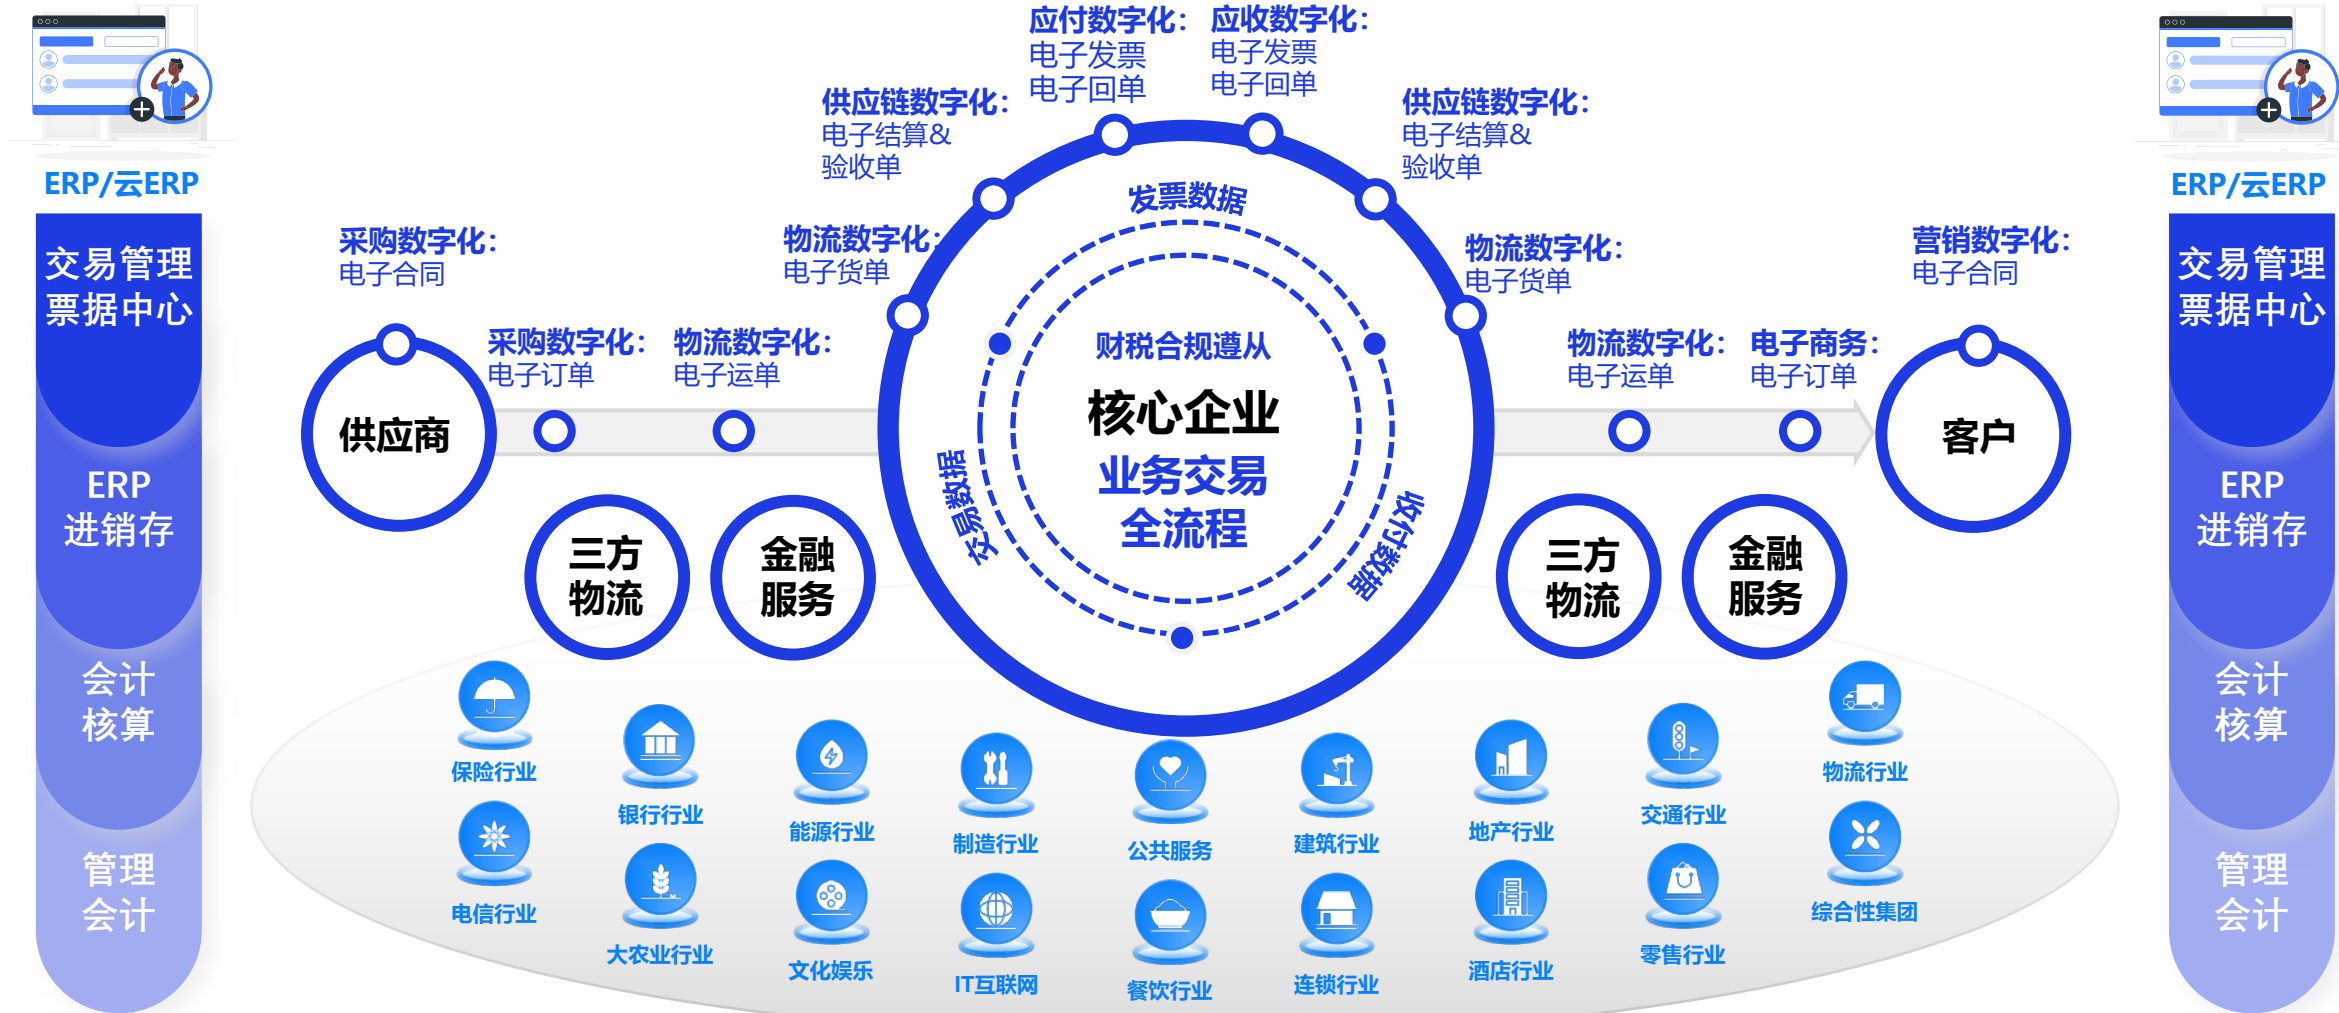 ERP/云ERP
交易管理
票据中心
ERP
进销存
会计
核算
管理
会计
采购数字化：
电子合同
供应商
采购数字化：
电子订单
物流数字化：
电子运单
三方
物流
金融
服务
物流数字化：
电子货单
供应链数字化：
电子结算&
验收单
应付数字化：
电子发票
电子回单
应收数字化：
电子发票
电子回单
供应链数字化：
电子结算&
验收单
物流数字化：
电子货单
发票数据
交易数据
收付数据
财税合规遵从
核心企业
业务交易
全流程
物流数字化：
电子运单
电子商务：
电子订单
营销数字化：
电子合同
客户
三方
物流
金融
服务
保险行业
银行行业
能源行业
制造行业
公共服务
建筑行业
地产行业
交通行业
物流行业
电信行业
大农业行业
文化娱乐
IT互联网
餐饮行业
连锁行业
酒店行业
零售行业
综合性集团
ERP/云ERP
交易管理
票据中心
ERP
进销存
会计
核算
管理
会计